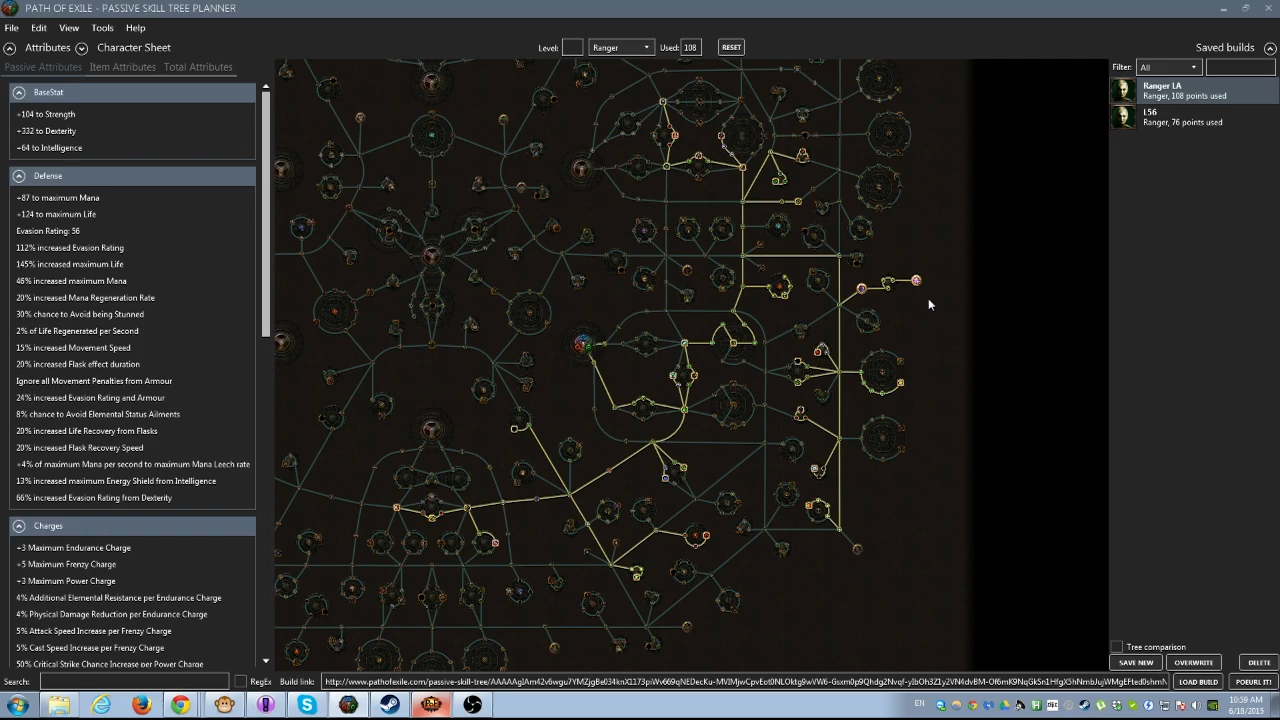 PATH OF EXILE - PASSIVE SKILL TREE PLANNER
File Edit View Tools Help
Attributes Character Sheet Level: Ranger Used: 108 RESET Saved builds
Passive Attributes Item Attributes Total Attributes Filter: All
BaseStat
+104 to Strength
+332 to Dexterity
+64 to Intelligence
Defense
+87 to maximum Mana
+124 to maximum Life
Evasion Rating: 56
112% increased Evasion Rating
145% increased maximum Life
46% increased maximum Mana
20% increased Mana Regeneration Rate
30% chance to Avoid being Stunned
2% of Life Regenerated per Second
15% increased Movement Speed
20% increased Flask effect duration
Ignore all Movement Penalties from Armour
24% increased Evasion Rating and Armour
8% chance to Avoid Elemental Status Ailments
20% increased Life Recovery from Flasks
20% increased Flask Recovery Speed
+4% of maximum Mana per second to maximum Mana Leech rate
13% increased maximum Energy Shield from Intelligence
66% increased Evasion Rating from Dexterity
Charges
+3 Maximum Endurance Charge
+5 Maximum Frenzy Charge
+3 Maximum Power Charge
4% Additional Elemental Resistance per Endurance Charge
4% Physical Damage Reduction per Endurance Charge
5% Attack Speed Increase per Frenzy Charge
5% Cast Speed Increase per Frenzy Charge
50% Critical Strike Chance Increase per Power Charge
Ranger LA
Ranger, 108 points used
L56
Ranger, 76 points used
Tree comparison
SAVE NEW OVERWRITE DELETE
Search: RegEx Build link: LOAD BUILD POEURL IT!
EN 10:59 AM
6/18/2015